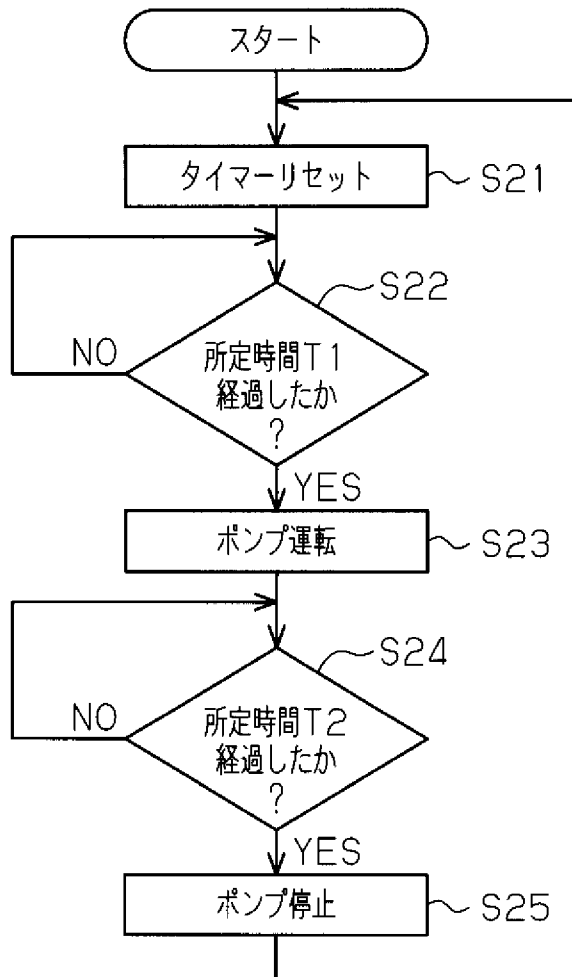 スタート
タイマーリセット
S21
S22
所定時間T1
経過したか
?
NO
YES
ポンプ運転
S23
S24
所定時間T2
経過したか
?
NO
YES
ポンプ停止
S25